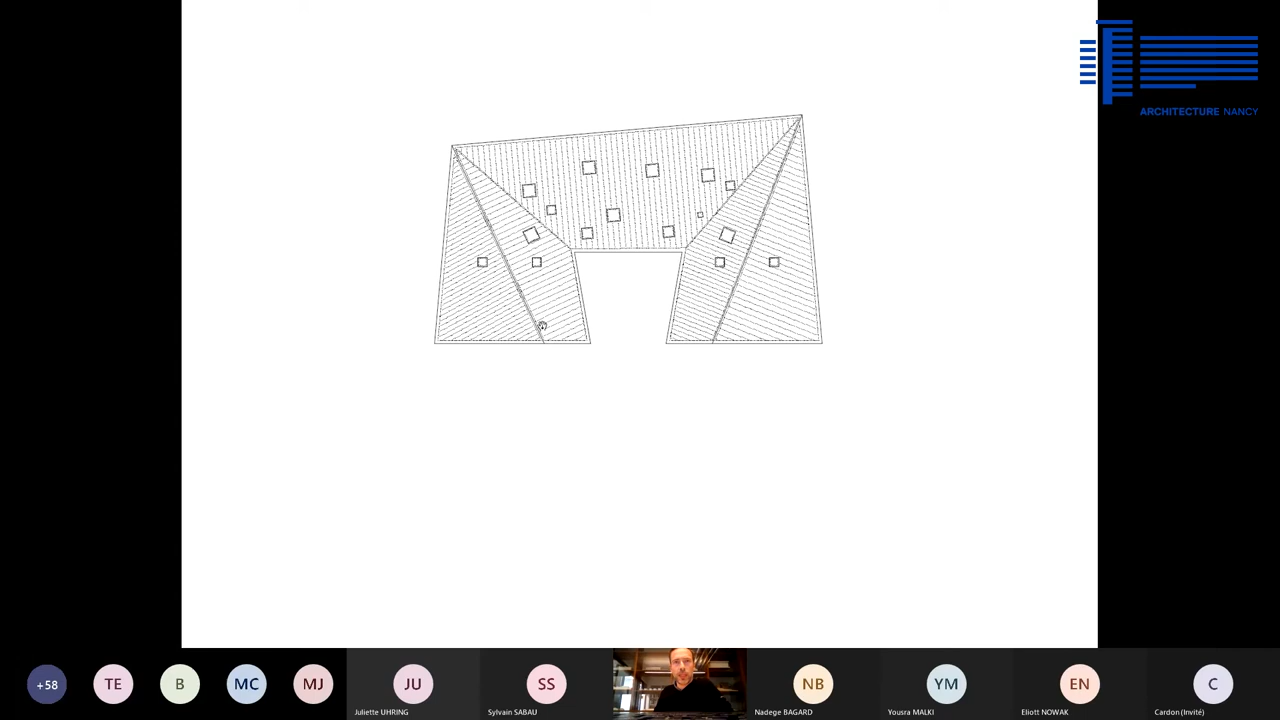 ARCHITECTURE NANCY
+58
TE
B
MC
MJ
JU
SS
NB
YM
EN
C
Juliette UHRING
Sylvain SABAU
Nadege BAGARD
Yousra MALKI
Eliott NOWAK
Cardon (Invité)